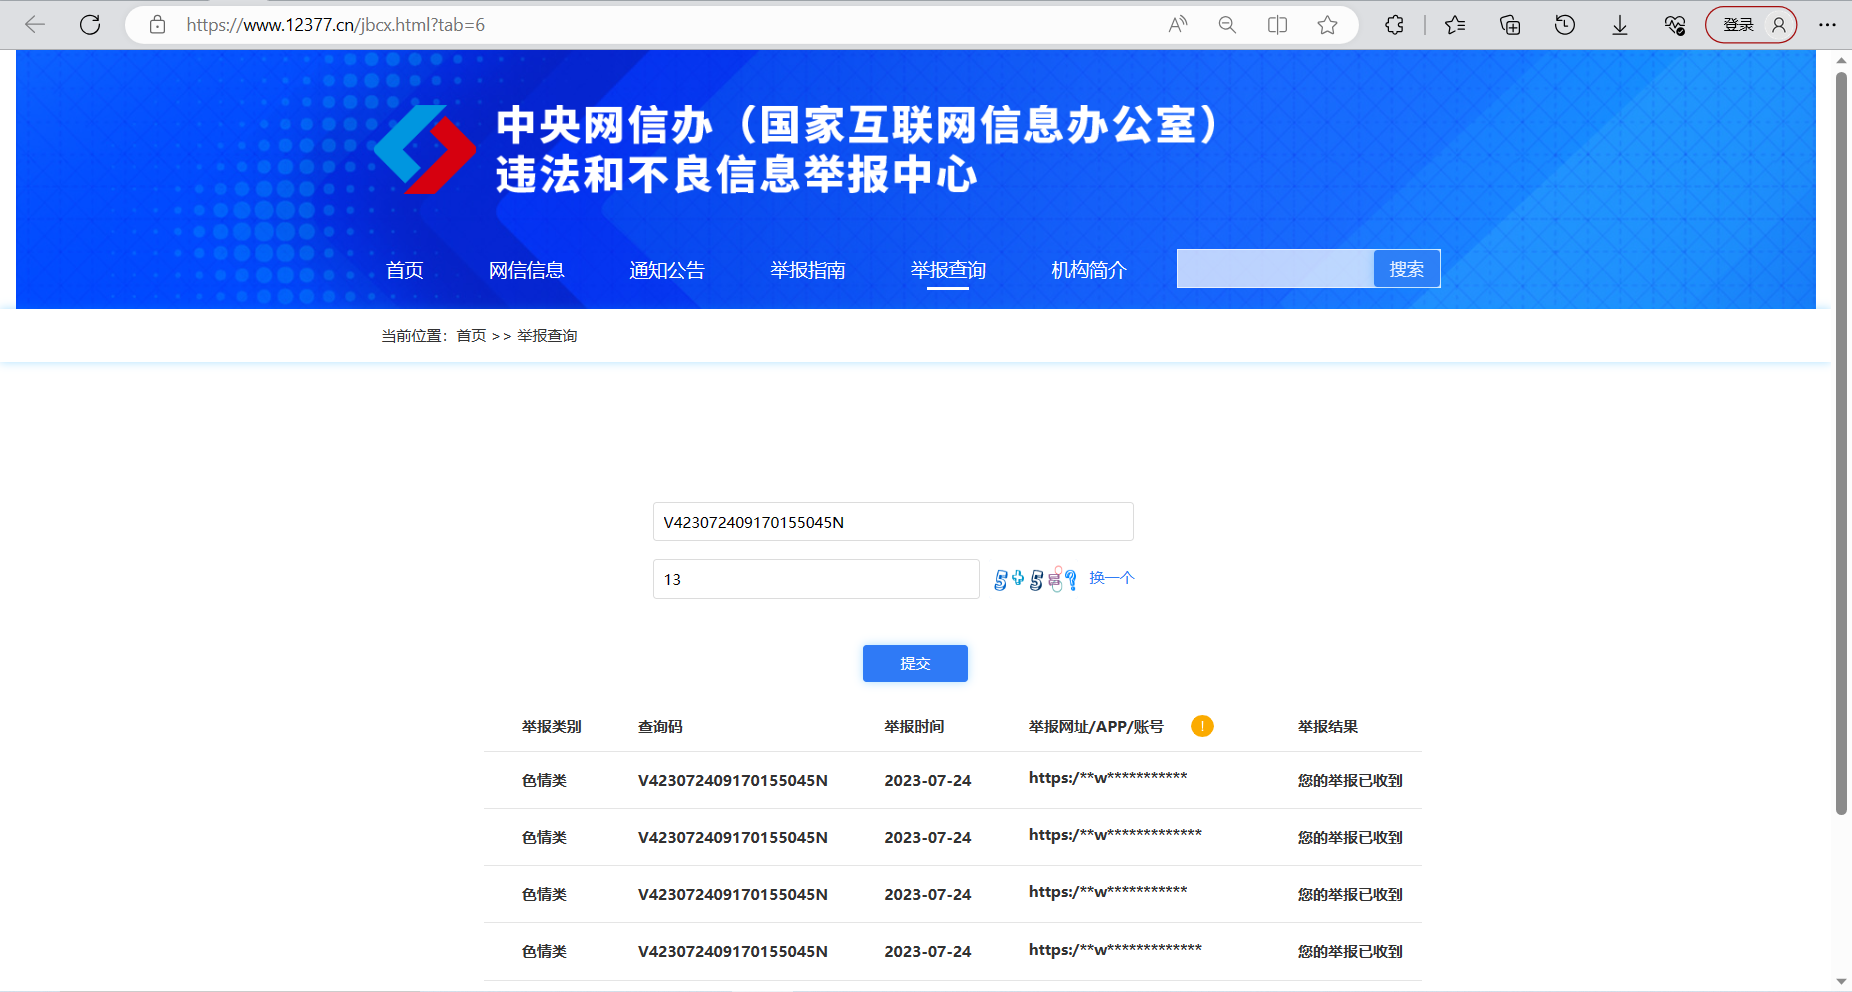 https://www.12377.cn/jbcx.html?tab=6
登录
中央网信办（国家互联网信息办公室）
违法和不良信息举报中心
首页 网信信息 通知公告 举报指南 举报查询 机构简介 搜索
当前位置：首页 >> 举报查询
V423072409170155045N
13 5+5=? 换一个
提交
举报类别 查询码 举报时间 举报网址/APP/账号 ! 举报结果
色情类 V423072409170155045N 2023-07-24 https:/**w*********** 您的举报已收到
色情类 V423072409170155045N 2023-07-24 https:/**w************* 您的举报已收到
色情类 V423072409170155045N 2023-07-24 https:/**w*********** 您的举报已收到
色情类 V423072409170155045N 2023-07-24 https:/**w************* 您的举报已收到